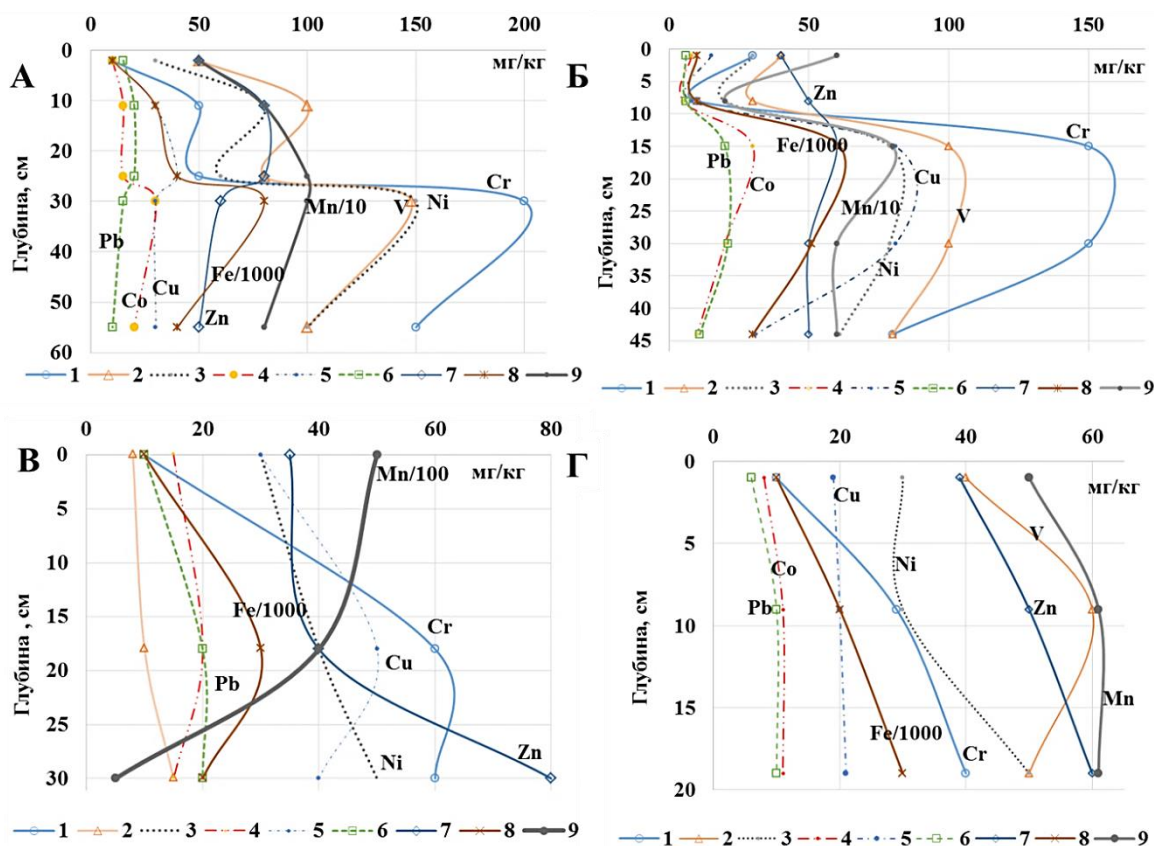 А
0 50 100 150 200
мг/кг
Глубина, см
0
10
20
30
40
50
60
Cr
Mn/10
V
Ni
Pb
Fe/1000
Co
Cu
Zn
1 2 3 4 5 6 7 8 9
Б
0 50 100 150
мг/кг
Глубина, см
0
5
10
15
20
25
30
35
40
45
Zn
Cr
Fe/1000
Pb
Co
Cu
Mn/10
V
Ni
1 2 3 4 5 6 7 8 9
В
0 20 40 60 80
мг/кг
Глубина , см
0
5
10
15
20
25
30
Mn/100
Fe/1000
Cr
Cu
Pb
Ni
Zn
1 2 3 4 5 6 7 8 9
Г
0 20 40 60
мг/кг
Глубина, см
0
5
10
15
20
Cu
V
Ni
Co
Pb
Zn
Mn
Fe/1000
Cr
1 2 3 4 5 6 7 8 9